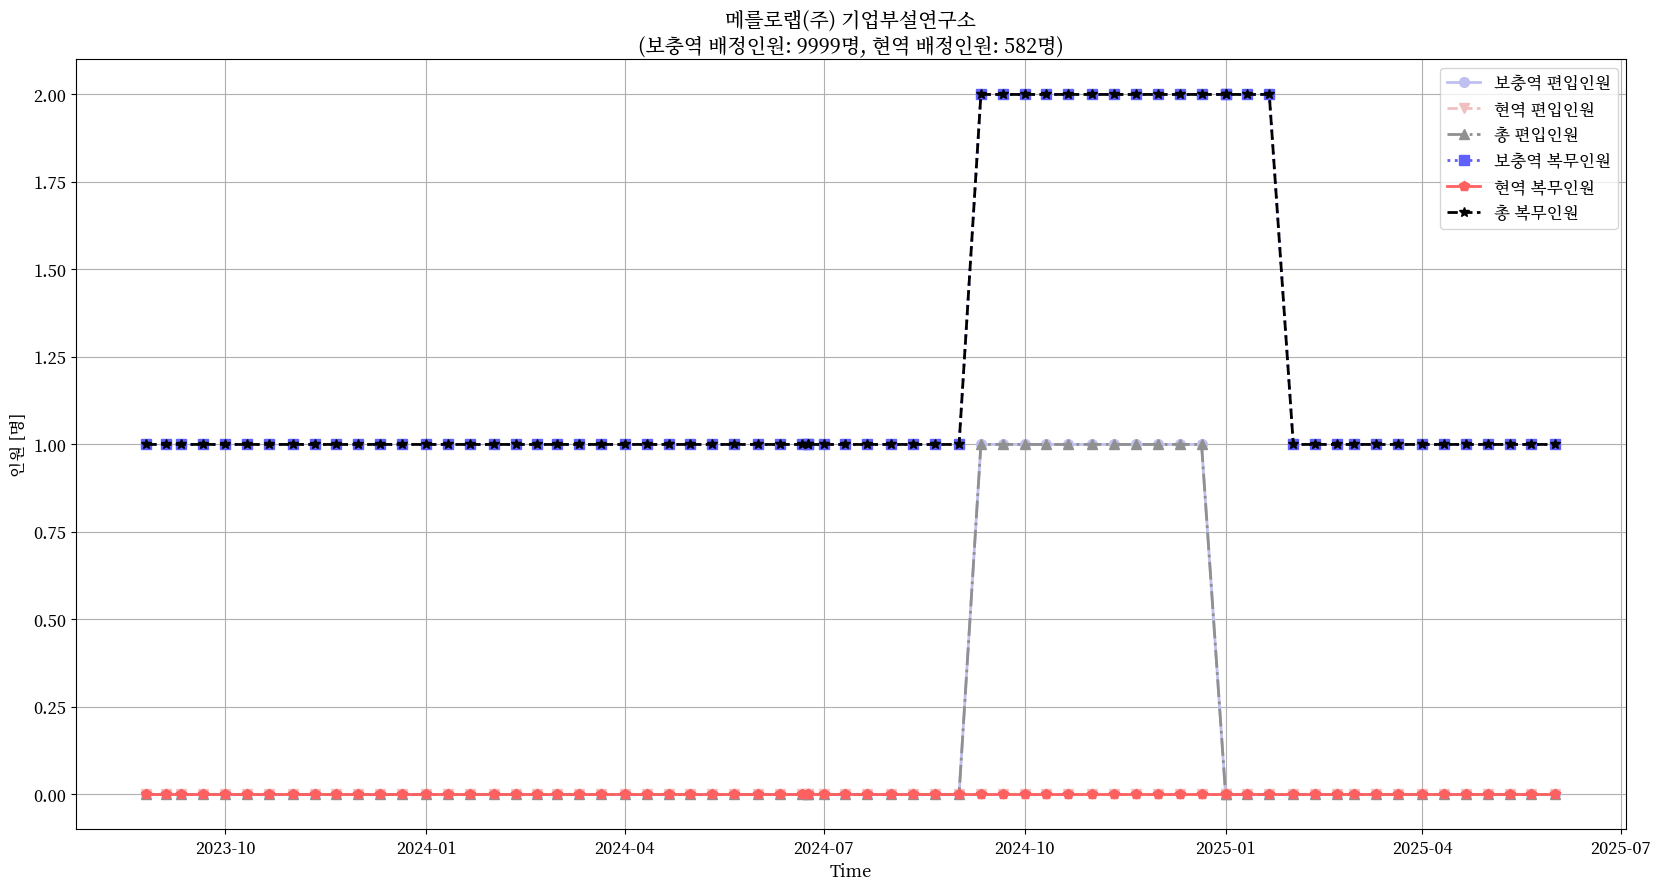 메를로랩(주) 기업부설연구소
(보충역 배정인원: 9999명, 현역 배정인원: 582명)
보충역 편입인원
현역 편입인원
총 편입인원
보충역 복무인원
현역 복무인원
총 복무인원
2.00
1.75
1.50
1.25
1.00
0.75
0.50
0.25
0.00
인원 [명]
2023-10 2024-01 2024-04 2024-07 2024-10 2025-01 2025-04 2025-07
Time